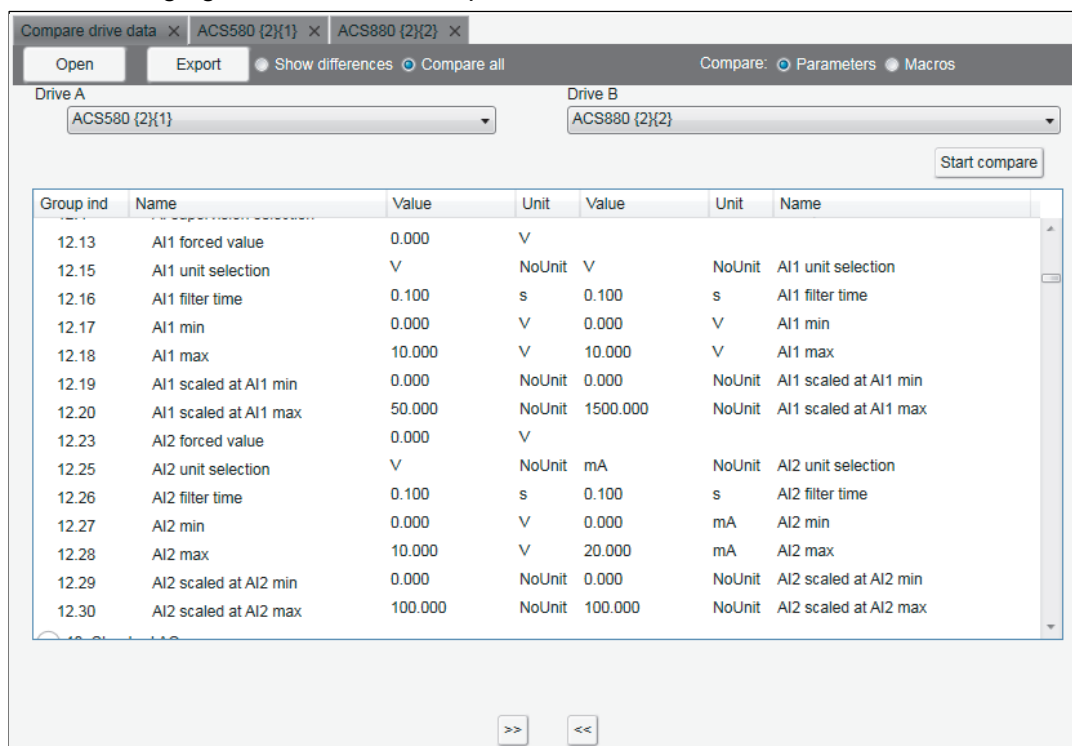 Compare drive data × ACS580 {2}{1} × ACS880 {2}{2} ×
Open Export Show differences Compare all Compare: Parameters Macros
Drive A Drive B
ACS580 {2}{1} ACS880 {2}{2}
Start compare
Group ind Name Value Unit Value Unit Name
12.13 AI1 forced value 0.000 V
12.15 AI1 unit selection V NoUnit V NoUnit AI1 unit selection
12.16 AI1 filter time 0.100 s 0.100 s AI1 filter time
12.17 AI1 min 0.000 V 0.000 V AI1 min
12.18 AI1 max 10.000 V 10.000 V AI1 max
12.19 AI1 scaled at AI1 min 0.000 NoUnit 0.000 NoUnit AI1 scaled at AI1 min
12.20 AI1 scaled at AI1 max 50.000 NoUnit 1500.000 NoUnit AI1 scaled at AI1 max
12.23 AI2 forced value 0.000 V
12.25 AI2 unit selection V NoUnit mA NoUnit AI2 unit selection
12.26 AI2 filter time 0.100 s 0.100 s AI2 filter time
12.27 AI2 min 0.000 V 0.000 mA AI2 min
12.28 AI2 max 10.000 V 20.000 mA AI2 max
12.29 AI2 scaled at AI2 min 0.000 NoUnit 0.000 NoUnit AI2 scaled at AI2 min
12.30 AI2 scaled at AI2 max 100.000 NoUnit 100.000 NoUnit AI2 scaled at AI2 max
>> <<